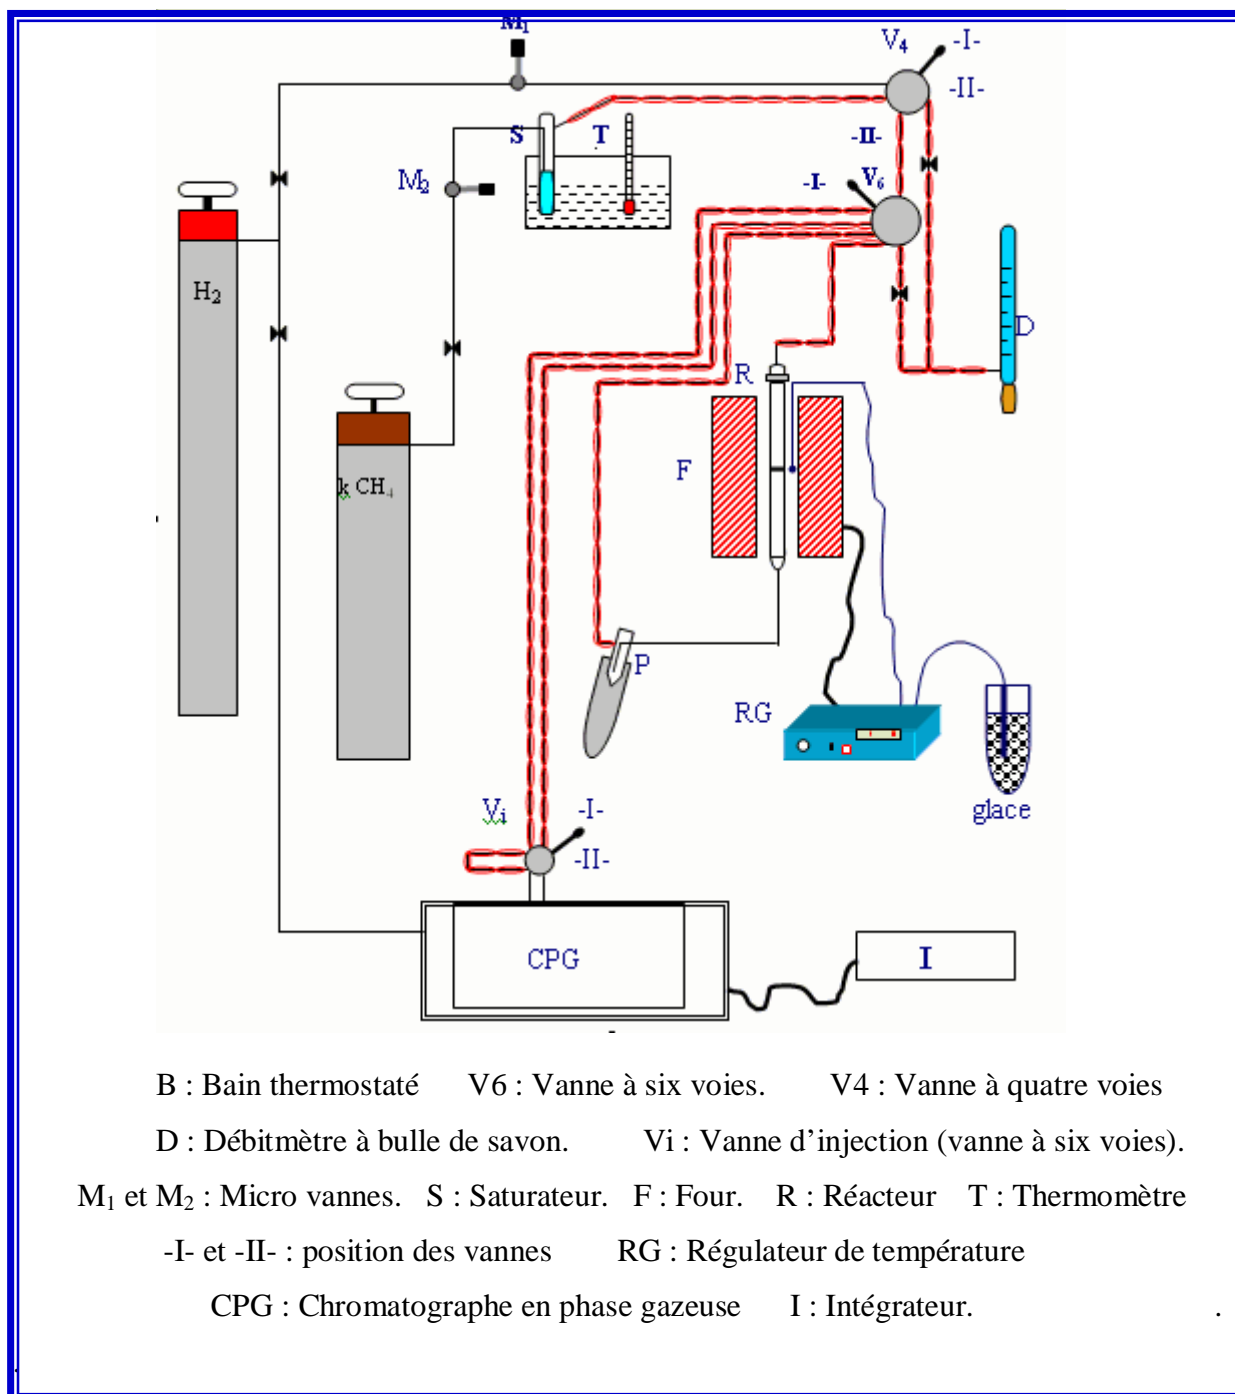 M₁
V₄ -I-
-II-
S T -II-
M₂ -I- V₆
H₂
D
R
k CH₄
F
P
RG
glace
Vi -I-
-II-
CPG I
B : Bain thermostaté V6 : Vanne à six voies. V4 : Vanne à quatre voies
D : Débitmètre à bulle de savon. Vi : Vanne d’injection (vanne à six voies).
M₁ et M₂ : Micro vannes. S : Saturateur. F : Four. R : Réacteur T : Thermomètre
-I- et -II- : position des vannes RG : Régulateur de température
CPG : Chromatographe en phase gazeuse I : Intégrateur. .